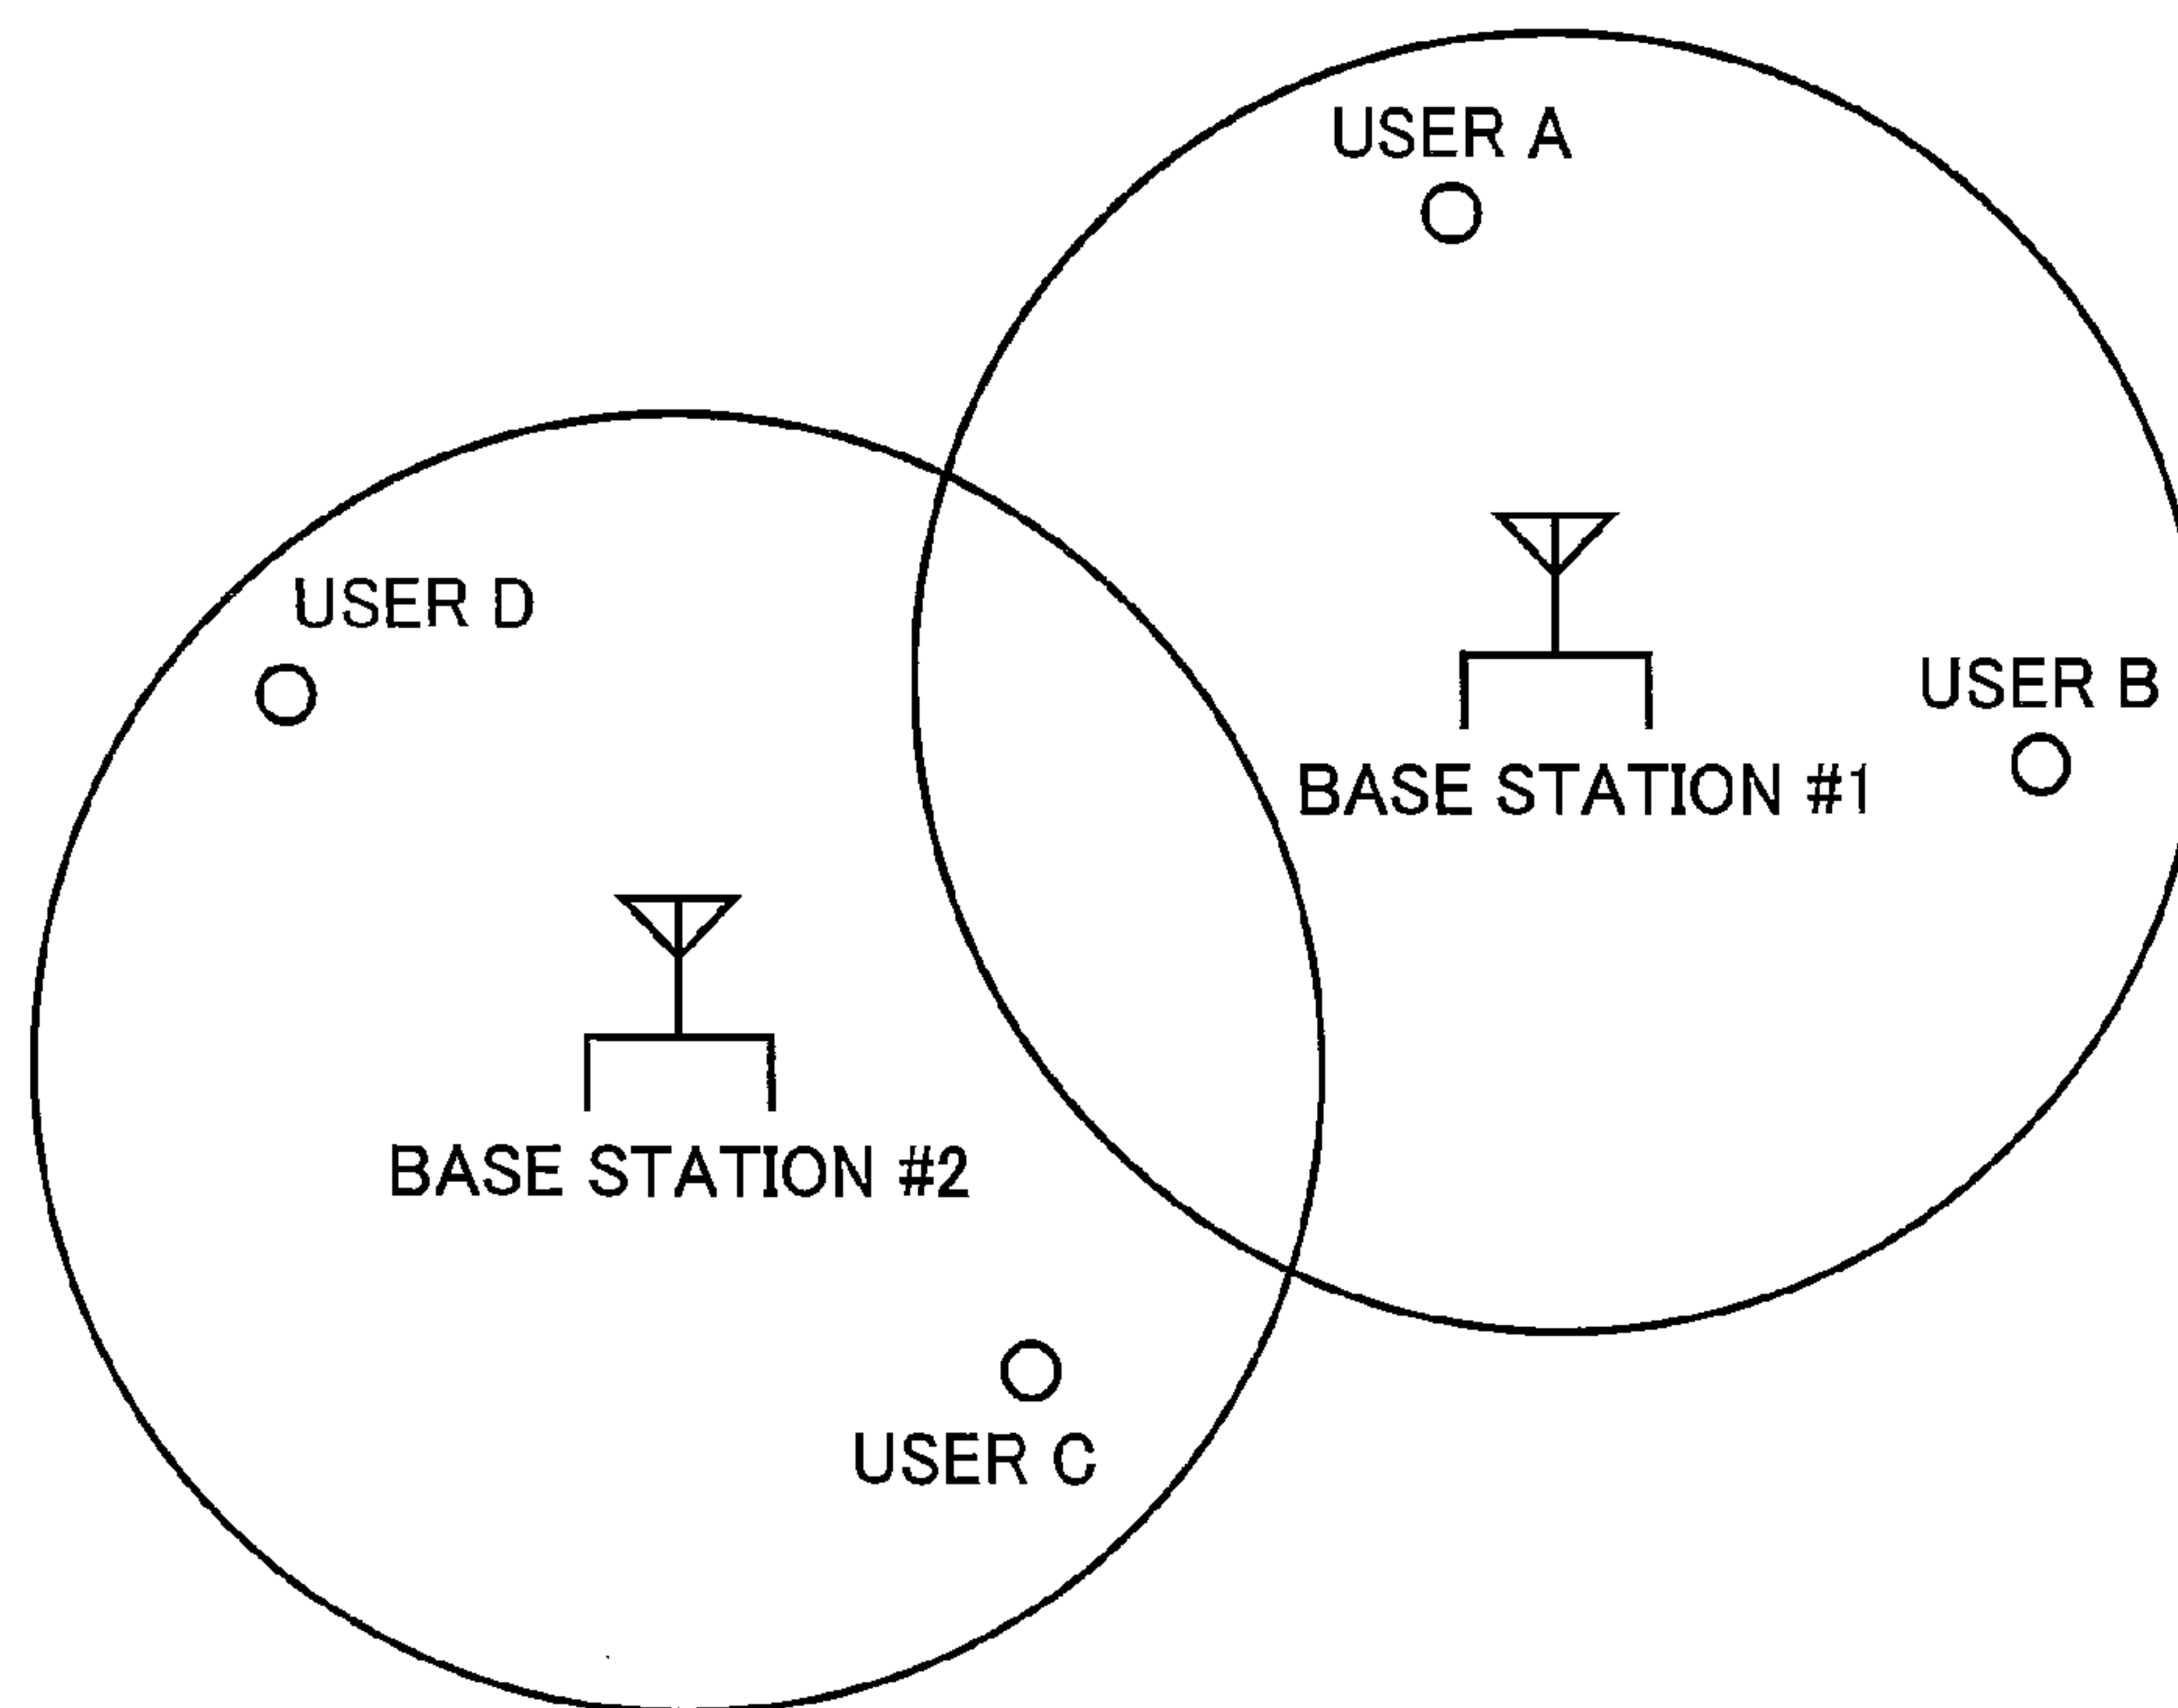 USER A
USER D
USER B
BASE STATION #1
BASE STATION #2
USER C